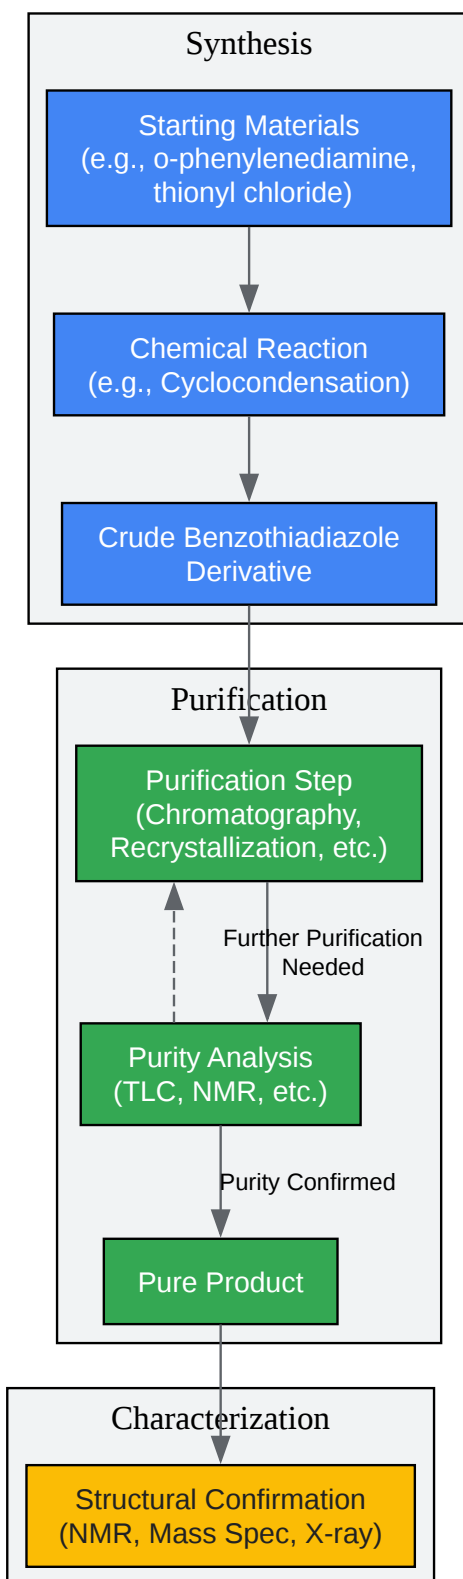 Synthesis
Starting Materials
(e.g., o-phenylenediamine,
thionyl chloride)
Chemical Reaction
(e.g., Cyclocondensation)
Crude Benzothiadiazole
Derivative
Purification
Purification Step
(Chromatography,
Recrystallization, etc.)
Further Purification
Needed
Purity Analysis
(TLC, NMR, etc.)
Purity Confirmed
Pure Product
Characterization
Structural Confirmation
(NMR, Mass Spec, X-ray)